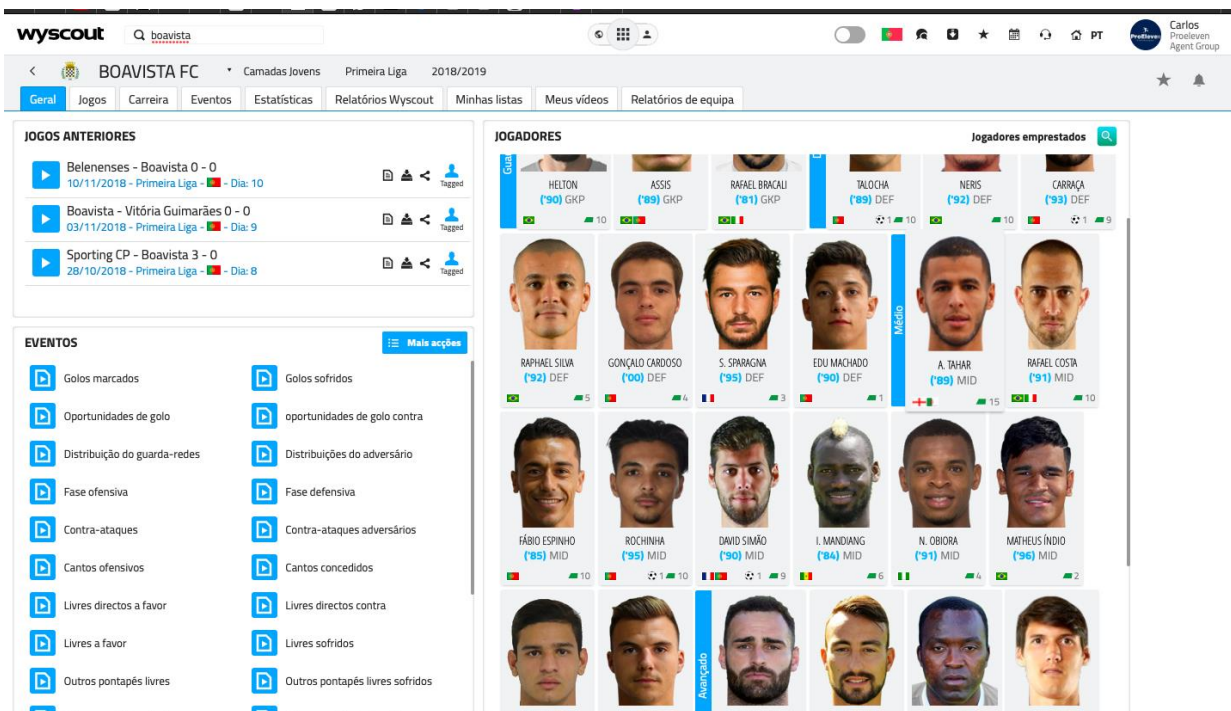 wyscout
boavista
PT
Carlos
Proeleven
Agent Group
ProEleven
BOAVISTA FC
Camadas Jovens
Primeira Liga
2018/2019
Geral
Jogos
Carreira
Eventos
Estatísticas
Relatórios Wyscout
Minhas listas
Meus vídeos
Relatórios de equipa
JOGOS ANTERIORES
Belenenses - Boavista 0 - 0
10/11/2018 - Primeira Liga - - Dia: 10
Tagged
Boavista - Vitória Guimarães 0 - 0
03/11/2018 - Primeira Liga - - Dia: 9
Tagged
Sporting CP - Boavista 3 - 0
28/10/2018 - Primeira Liga - - Dia: 8
Tagged
EVENTOS
Mais acções
Golos marcados
Golos sofridos
Oportunidades de golo
oportunidades de golo contra
Distribuição do guarda-redes
Distribuições do adversário
Fase ofensiva
Fase defensiva
Contra-ataques
Contra-ataques adversários
Cantos ofensivos
Cantos concedidos
Livres directos a favor
Livres directos contra
Livres a favor
Livres sofridos
Outros pontapés livres
Outros pontapés livres sofridos
JOGADORES
Jogadores emprestados
HELTON
('90) GKP
10
ASSIS
('89) GKP
RAFAEL BRACALI
('81) GKP
TALOCHA
('89) DEF
1 10
NERIS
('92) DEF
10
CARRAÇA
('93) DEF
1 9
RAPHAEL SILVA
('92) DEF
5
GONÇALO CARDOSO
('00) DEF
4
S. SPARAGNA
('95) DEF
3
EDU MACHADO
('90) DEF
1
Médio
A. TAHAR
('89) MID
15
RAFAEL COSTA
('91) MID
10
FÁBIO ESPINHO
('85) MID
10
ROCHINHA
('95) MID
1 10
DAVID SIMÃO
('90) MID
1 9
I. MANDIANG
('84) MID
6
N. OBIORA
('91) MID
4
MATHEUS ÍNDIO
('96) MID
2
Avançado